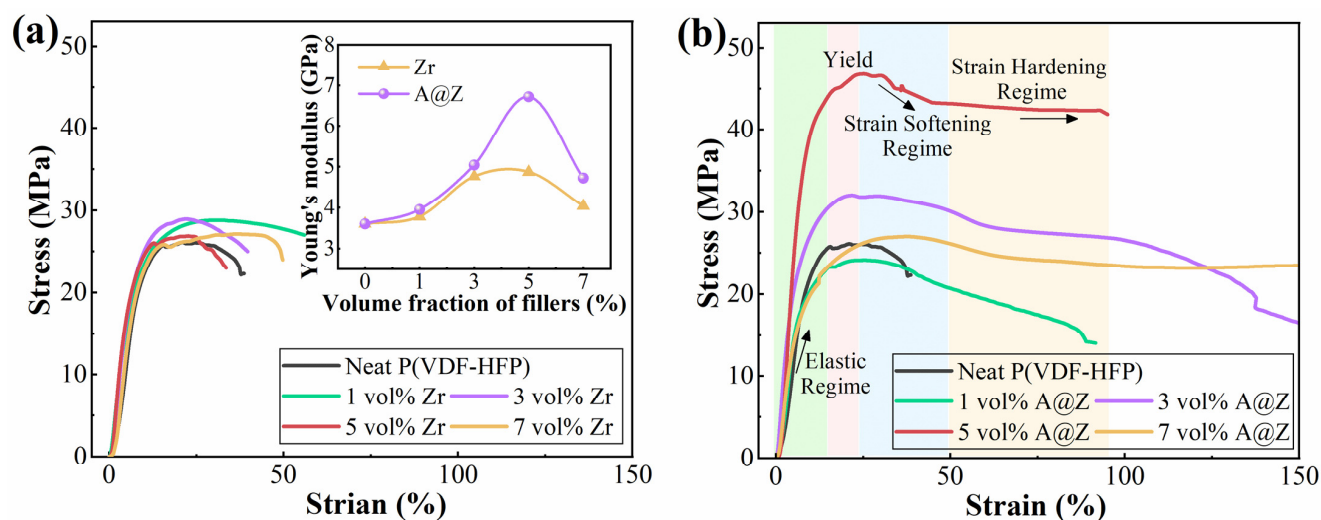 (a)
50
40
30
20
10
0
Stress (MPa)
0 50 100 150
Strian (%)
8
7
6
5
4
3
Young's modulus (GPa)
Zr
A@Z
0 1 3 5 7
Volume fraction of fillers (%)
Neat P(VDF-HFP)
1 vol% Zr 3 vol% Zr
5 vol% Zr 7 vol% Zr
(b)
50
40
30
20
10
0
Stress (MPa)
Yield
Strain Hardening
Regime
Strain Softening
Regime
Elastic
Regime
Neat P(VDF-HFP)
1 vol% A@Z 3 vol% A@Z
5 vol% A@Z 7 vol% A@Z
0 50 100 150
Strain (%)